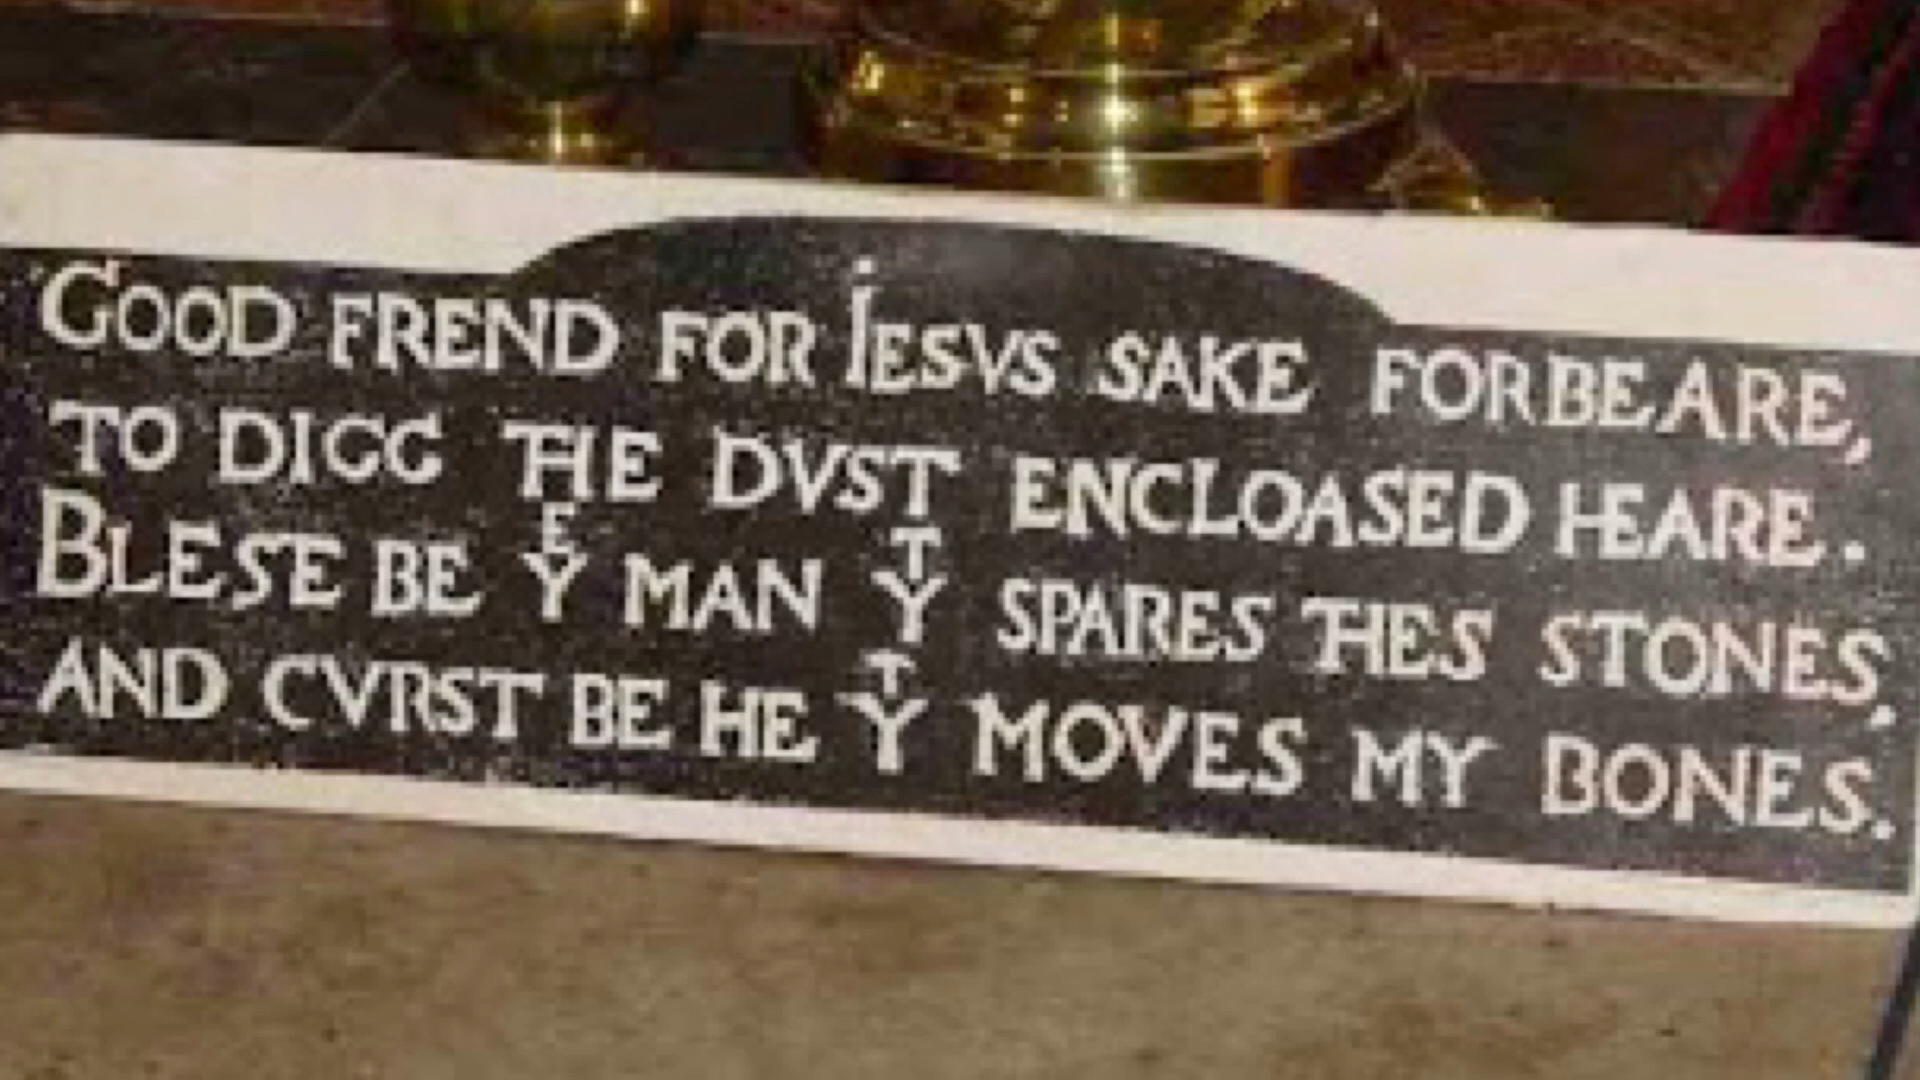 GOOD FREND FOR IESVS SAKE FORBEARE,
TO DIGG THE DVST ENCLOASED HEARE.
BLESE BE Yᴱ MAN Yᵀ SPARES THES STONES,
AND CVRST BE HE Yᵀ MOVES MY BONES.